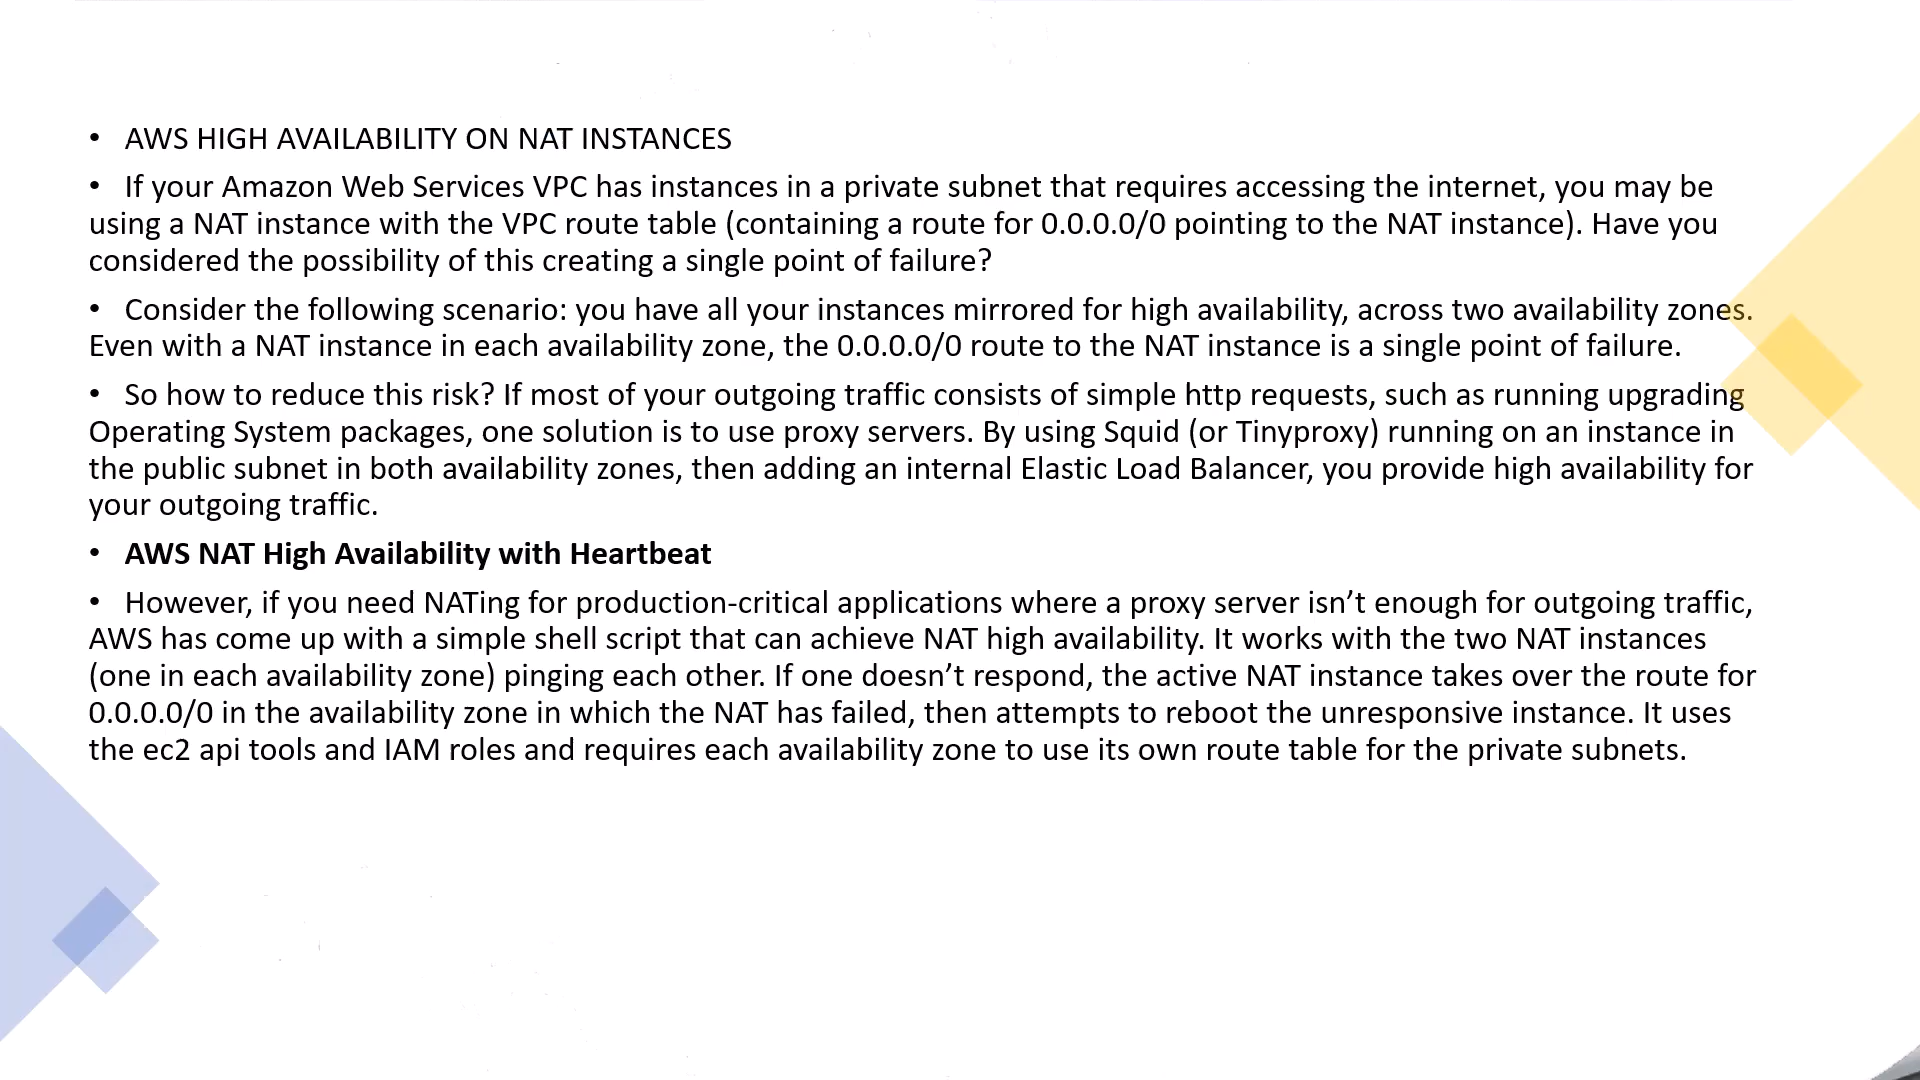 • AWS HIGH AVAILABILITY ON NAT INSTANCES
• If your Amazon Web Services VPC has instances in a private subnet that requires accessing the internet, you may be
using a NAT instance with the VPC route table (containing a route for 0.0.0.0/0 pointing to the NAT instance). Have you
considered the possibility of this creating a single point of failure?
• Consider the following scenario: you have all your instances mirrored for high availability, across two availability zones.
Even with a NAT instance in each availability zone, the 0.0.0.0/0 route to the NAT instance is a single point of failure.
• So how to reduce this risk? If most of your outgoing traffic consists of simple http requests, such as running upgrading
Operating System packages, one solution is to use proxy servers. By using Squid (or Tinyproxy) running on an instance in
the public subnet in both availability zones, then adding an internal Elastic Load Balancer, you provide high availability for
your outgoing traffic.
• AWS NAT High Availability with Heartbeat
• However, if you need NATing for production-critical applications where a proxy server isn’t enough for outgoing traffic,
AWS has come up with a simple shell script that can achieve NAT high availability. It works with the two NAT instances
(one in each availability zone) pinging each other. If one doesn’t respond, the active NAT instance takes over the route for
0.0.0.0/0 in the availability zone in which the NAT has failed, then attempts to reboot the unresponsive instance. It uses
the ec2 api tools and IAM roles and requires each availability zone to use its own route table for the private subnets.